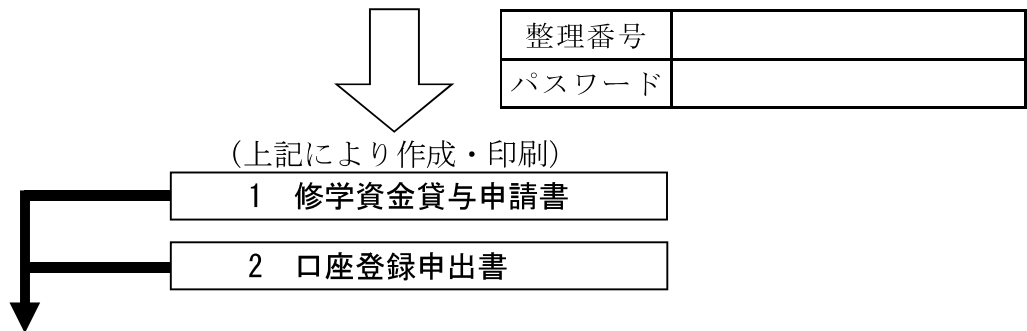 整理番号
パスワード
（上記により作成・印刷）
1　修学資金貸与申請書
2　口座登録申出書